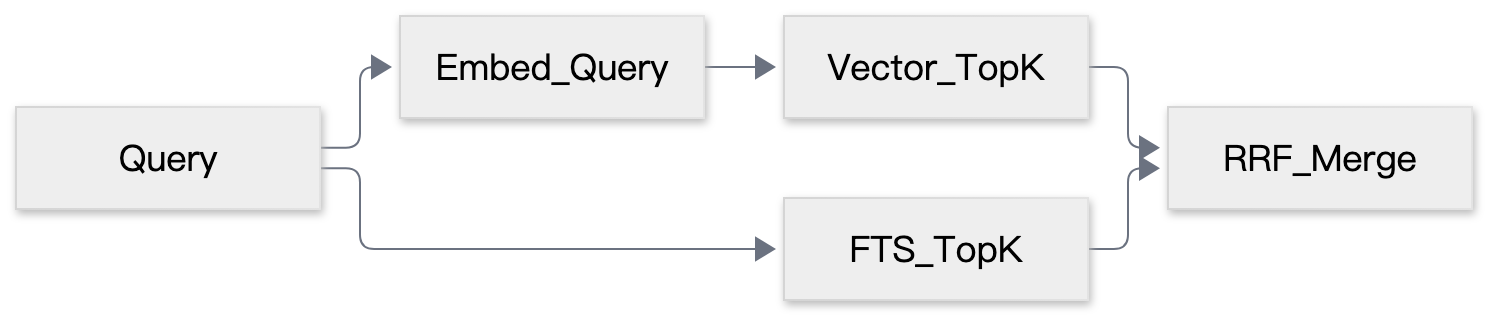 Embed_Query
Vector_TopK
Query
RRF_Merge
FTS_TopK